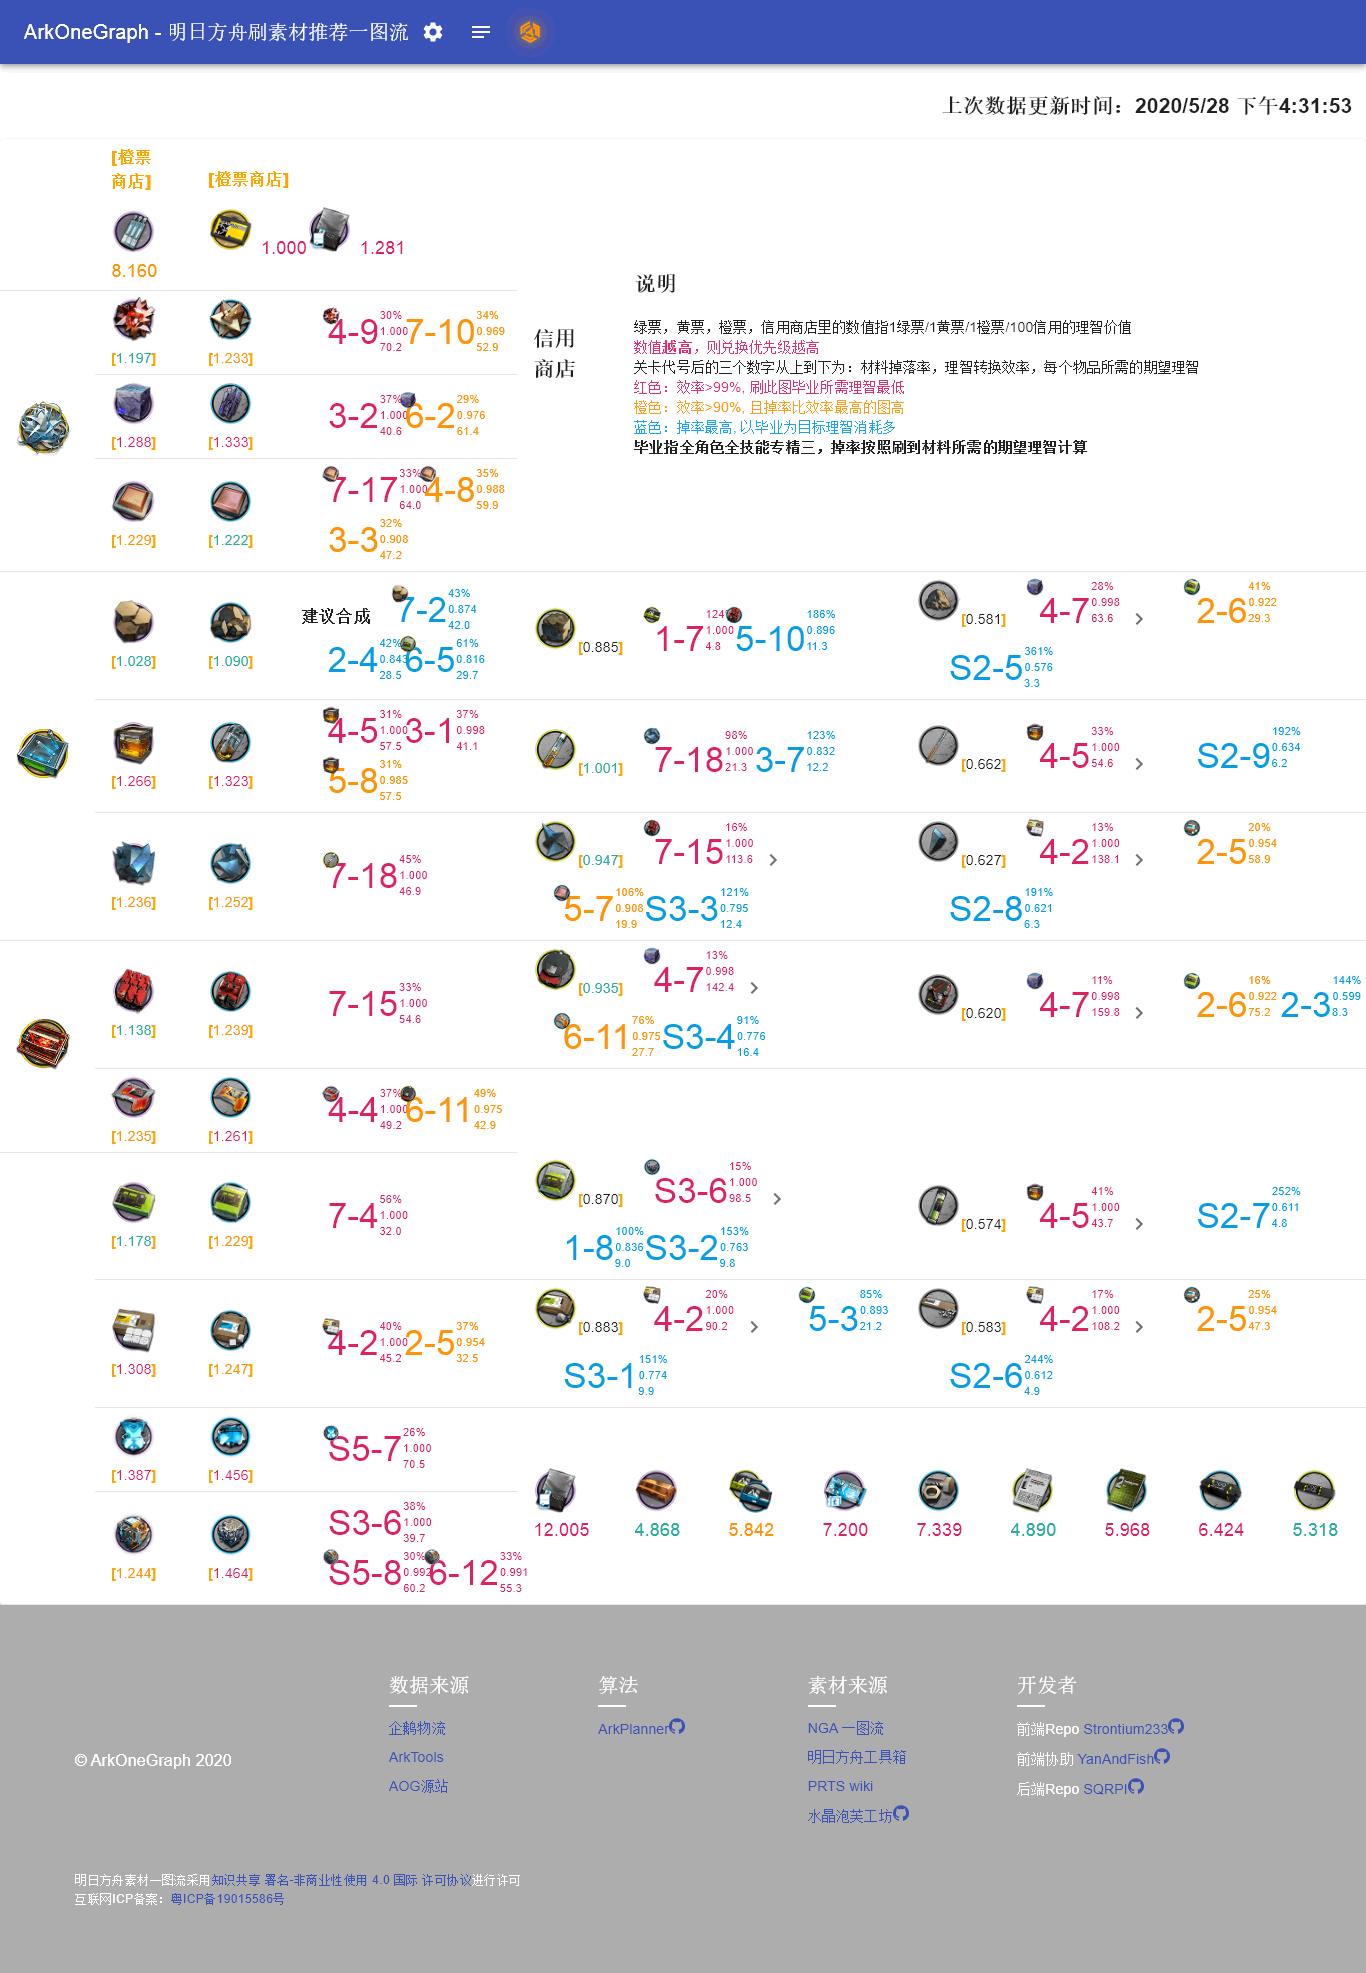 ArkOneGraph - 明日方舟刷素材推荐一图流
上次数据更新时间：2020/5/28 下午4:31:53
[橙票
商店]
[橙票商店]
8.160
1.000
1.281
说明
绿票，黄票，橙票，信用商店里的数值指1绿票/1黄票/1橙票/100信用的理智价值
数值越高，则兑换优先级越高
关卡代号后的三个数字从上到下为：材料掉落率，理智转换效率，每个物品所需的期望理智
红色：效率>99%, 刷此图毕业所需理智最低
橙色：效率>90%, 且掉率比效率最高的图高
蓝色：掉率最高, 以毕业为目标理智消耗多
毕业指全角色全技能专精三，掉率按照刷到材料所需的期望理智计算
信用
商店
[1.197] [1.233] 4-9 30% 1.000 70.2 7-10 34% 0.969 52.9
[1.288] [1.333] 3-2 37% 1.000 40.6 6-2 29% 0.976 61.4
[1.229] [1.222] 7-17 33% 1.000 64.0 4-8 35% 0.988 59.9
3-3 32% 0.908 47.2
[1.028] [1.090] 建议合成 7-2 43% 0.874 42.0
2-4 42% 0.843 28.5 6-5 61% 0.816 29.7
[0.885] 1-7 124% 1.000 4.8 5-10 186% 0.896 11.3
[0.581] 4-7 28% 0.998 63.6 2-6 41% 0.922 29.3
S2-5 361% 0.576 3.3
[1.266] [1.323] 4-5 31% 1.000 57.5 3-1 37% 0.998 41.1
5-8 31% 0.985 57.5
[1.001] 7-18 98% 1.000 21.3 3-7 123% 0.832 12.2
[0.662] 4-5 33% 1.000 54.6 S2-9 192% 0.634 6.2
[1.236] [1.252] 7-18 45% 1.000 46.9
[0.947] 7-15 16% 1.000 113.6
5-7 106% 0.908 19.9 S3-3 121% 0.795 12.4
[0.627] 4-2 13% 1.000 138.1 2-5 20% 0.954 58.9
S2-8 191% 0.621 6.3
[1.138] [1.239] 7-15 33% 1.000 54.6
[0.935] 4-7 13% 0.998 142.4
6-11 76% 0.975 27.7 S3-4 91% 0.776 16.4
[0.620] 4-7 11% 0.998 159.8 2-6 16% 0.922 75.2 2-3 144% 0.599 8.3
[1.235] [1.261] 4-4 37% 1.000 49.2 6-11 49% 0.975 42.9
[1.178] [1.229] 7-4 56% 1.000 32.0
[0.870] S3-6 15% 1.000 98.5
1-8 100% 0.836 9.0 S3-2 153% 0.763 9.8
[0.574] 4-5 41% 1.000 43.7 S2-7 252% 0.611 4.8
[1.308] [1.247] 4-2 40% 1.000 45.2 2-5 37% 0.954 32.5
[0.883] 4-2 20% 1.000 90.2 5-3 85% 0.893 21.2
S3-1 151% 0.774 9.9
[0.583] 4-2 17% 1.000 108.2 2-5 25% 0.954 47.3
S2-6 244% 0.612 4.9
[1.387] [1.456] S5-7 26% 1.000 70.5
[1.244] [1.464] S3-6 38% 1.000 39.7
S5-8 30% 0.992 60.2 6-12 33% 0.991 55.3
12.005 4.868 5.842 7.200 7.339 4.890 5.968 6.424 5.318
© ArkOneGraph 2020
数据来源
企鹅物流
ArkTools
AOG源站
算法
ArkPlanner
素材来源
NGA 一图流
明日方舟工具箱
PRTS wiki
水晶泡芙工坊
开发者
前端Repo Strontium233
前端协助 YanAndFish
后端Repo SQRPI
明日方舟素材一图流采用知识共享 署名-非商业性使用 4.0 国际 许可协议进行许可
互联网ICP备案：粤ICP备19015586号